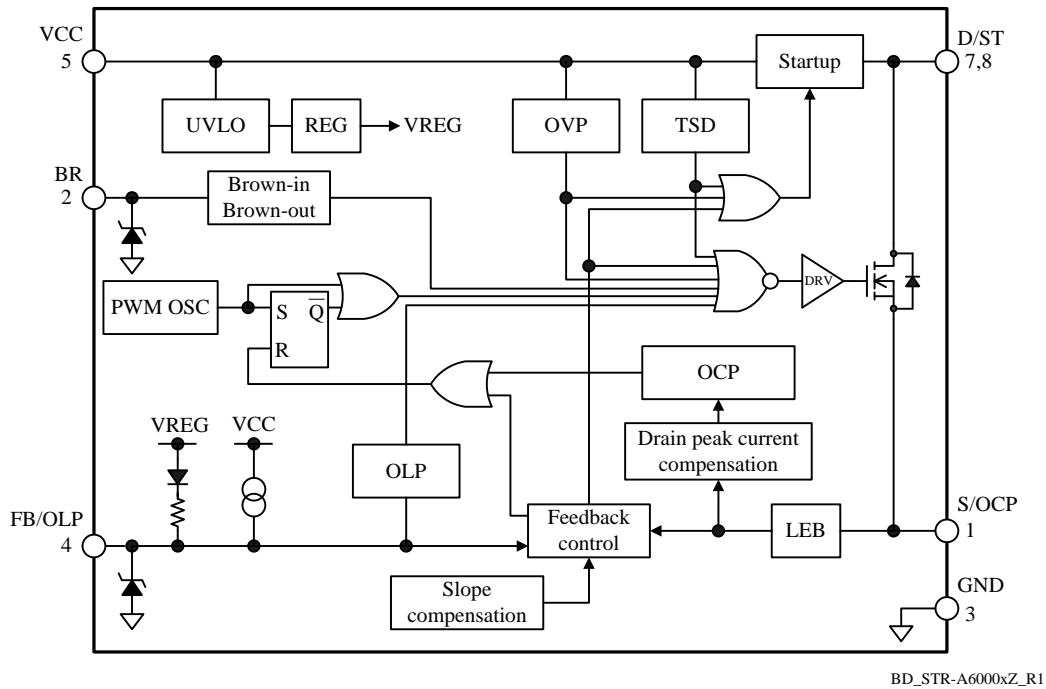 VCC
5
D/ST
7,8
Startup
UVLO
REG
VREG
OVP
TSD
BR
2
Brown-in
Brown-out
PWM OSC
S
Q̅
R
DRV
OCP
VREG
VCC
OLP
Drain peak current
compensation
FB/OLP
4
Feedback
control
LEB
S/OCP
1
Slope
compensation
GND
3
BD_STR-A6000xZ_R1